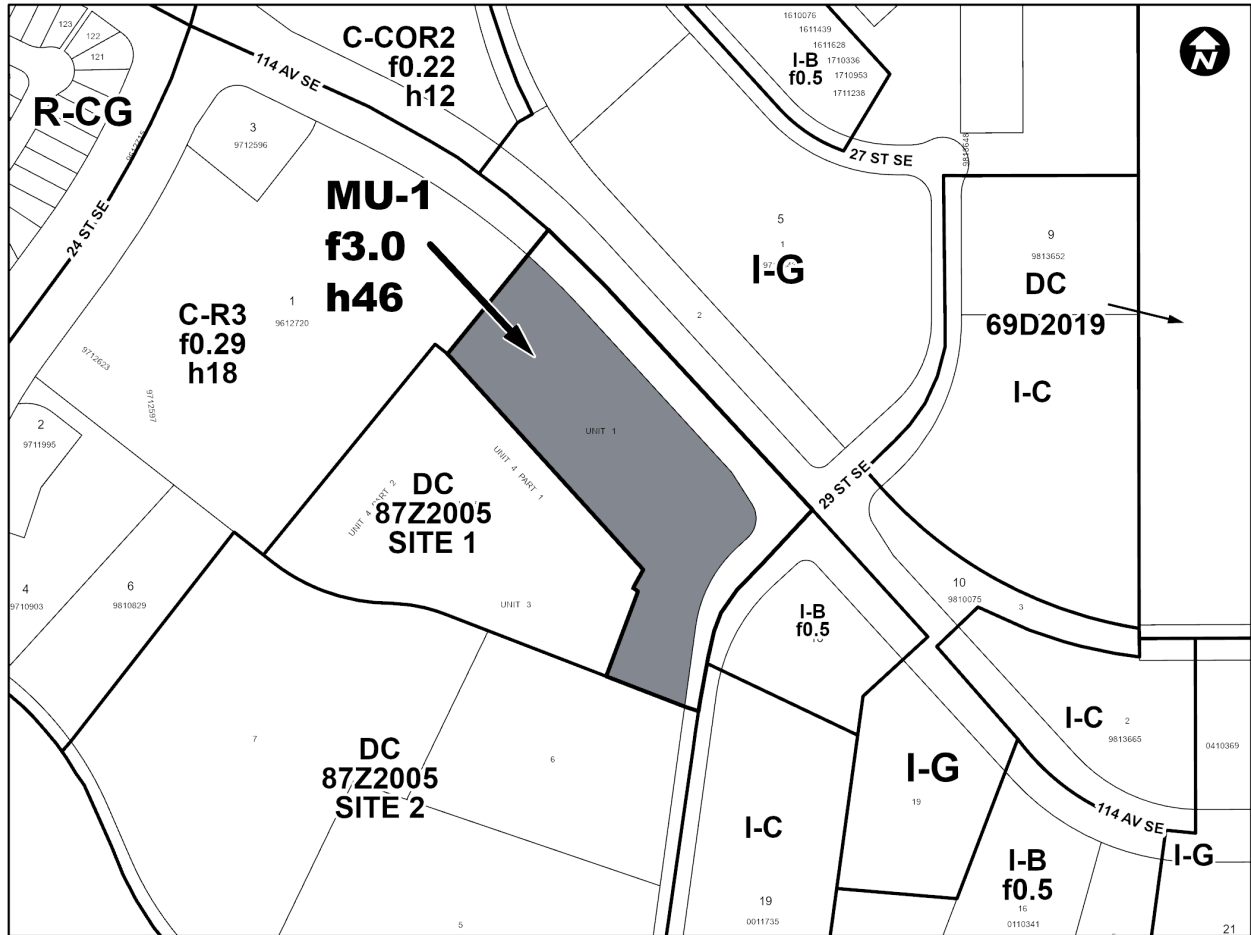 123
122
121
R-CG
24 ST SE
114 AV SE
C-COR2
f0.22
h12
3
9712596
MU-1
f3.0
h46
C-R3
f0.29
h18
1
9612720
9712623
9712597
2
9711995
4
9710903
6
9810829
UNIT 1
UNIT 4 PART 1
UNIT 4 PART 2
DC
87Z2005
SITE 1
UNIT 3
DC
87Z2005
SITE 2
7
6
5
1610076
1611439
1611628
1710336
1710953
1711238
I-B
f0.5
27 ST SE
N
5
1
I-G
2
9
9813652
DC
69D2019
I-C
29 ST SE
10
9810075
3
I-B
f0.5
I-C
2
9813665
0410369
I-G
19
I-C
19
0011735
114 AV SE
I-G
I-B
f0.5
16
0110341
21